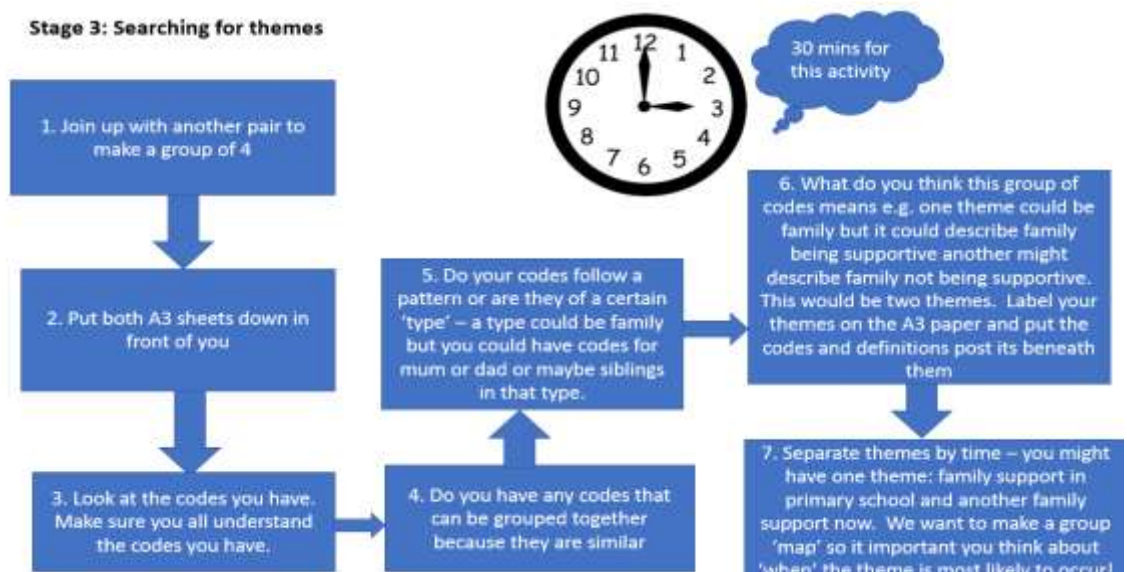 Stage 3: Searching for themes
12
1
2
3
4
5
6
7
8
9
10
11
30 mins for
this activity
1. Join up with another pair to
make a group of 4
2. Put both A3 sheets down in
front of you
3. Look at the codes you have.
Make sure you all understand
the codes you have.
4. Do you have any codes that
can be grouped together
because they are similar
5. Do your codes follow a
pattern or are they of a certain
‘type’ – a type could be family
but you could have codes for
mum or dad or maybe siblings
in that type.
6. What do you think this group of
codes means e.g. one theme could be
family but it could describe family
being supportive another might
describe family not being supportive.
This would be two themes.  Label your
themes on the A3 paper and put the
codes and definitions post its beneath
them
7. Separate themes by time – you might
have one theme: family support in
primary school and another family
support now.  We want to make a group
‘map’ so it important you think about
‘when’ the theme is most likely to occur!